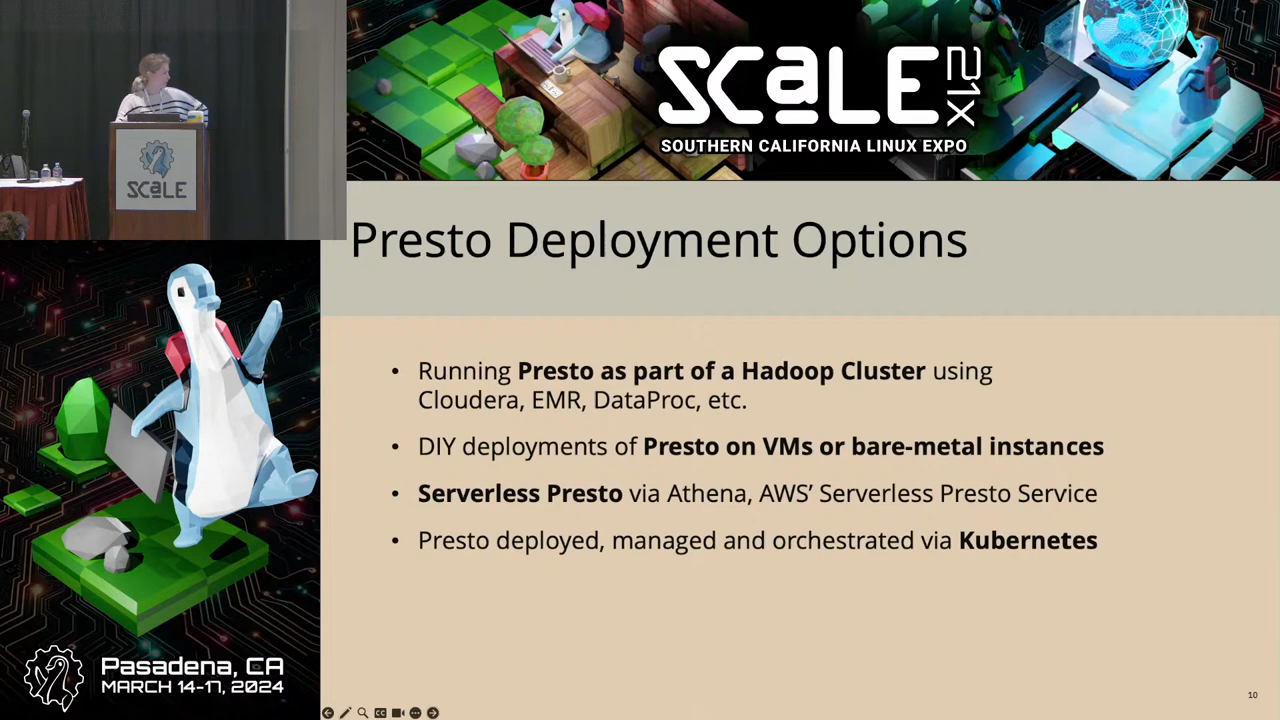 SCALE 21X
SOUTHERN CALIFORNIA LINUX EXPO
SCALE
Presto Deployment Options
• Running Presto as part of a Hadoop Cluster using
Cloudera, EMR, DataProc, etc.
• DIY deployments of Presto on VMs or bare-metal instances
• Serverless Presto via Athena, AWS’ Serverless Presto Service
• Presto deployed, managed and orchestrated via Kubernetes
Pasadena, CA
MARCH 14-17, 2024
CC
10